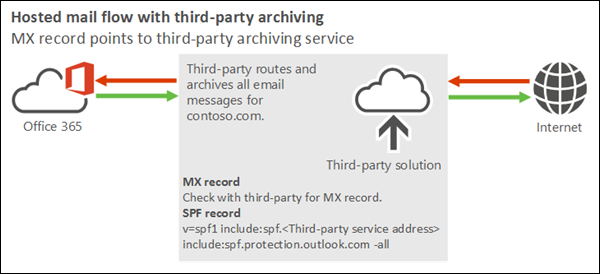 Hosted mail flow with third-party archiving
MX record points to third-party archiving service
Third-party routes and
archives all email
messages for
contoso.com.
Office 365
Internet
Third-party solution
MX record
Check with third-party for MX record.
SPF record
v=spf1 include:spf.<Third-party service address>
include:spf.protection.outlook.com -all